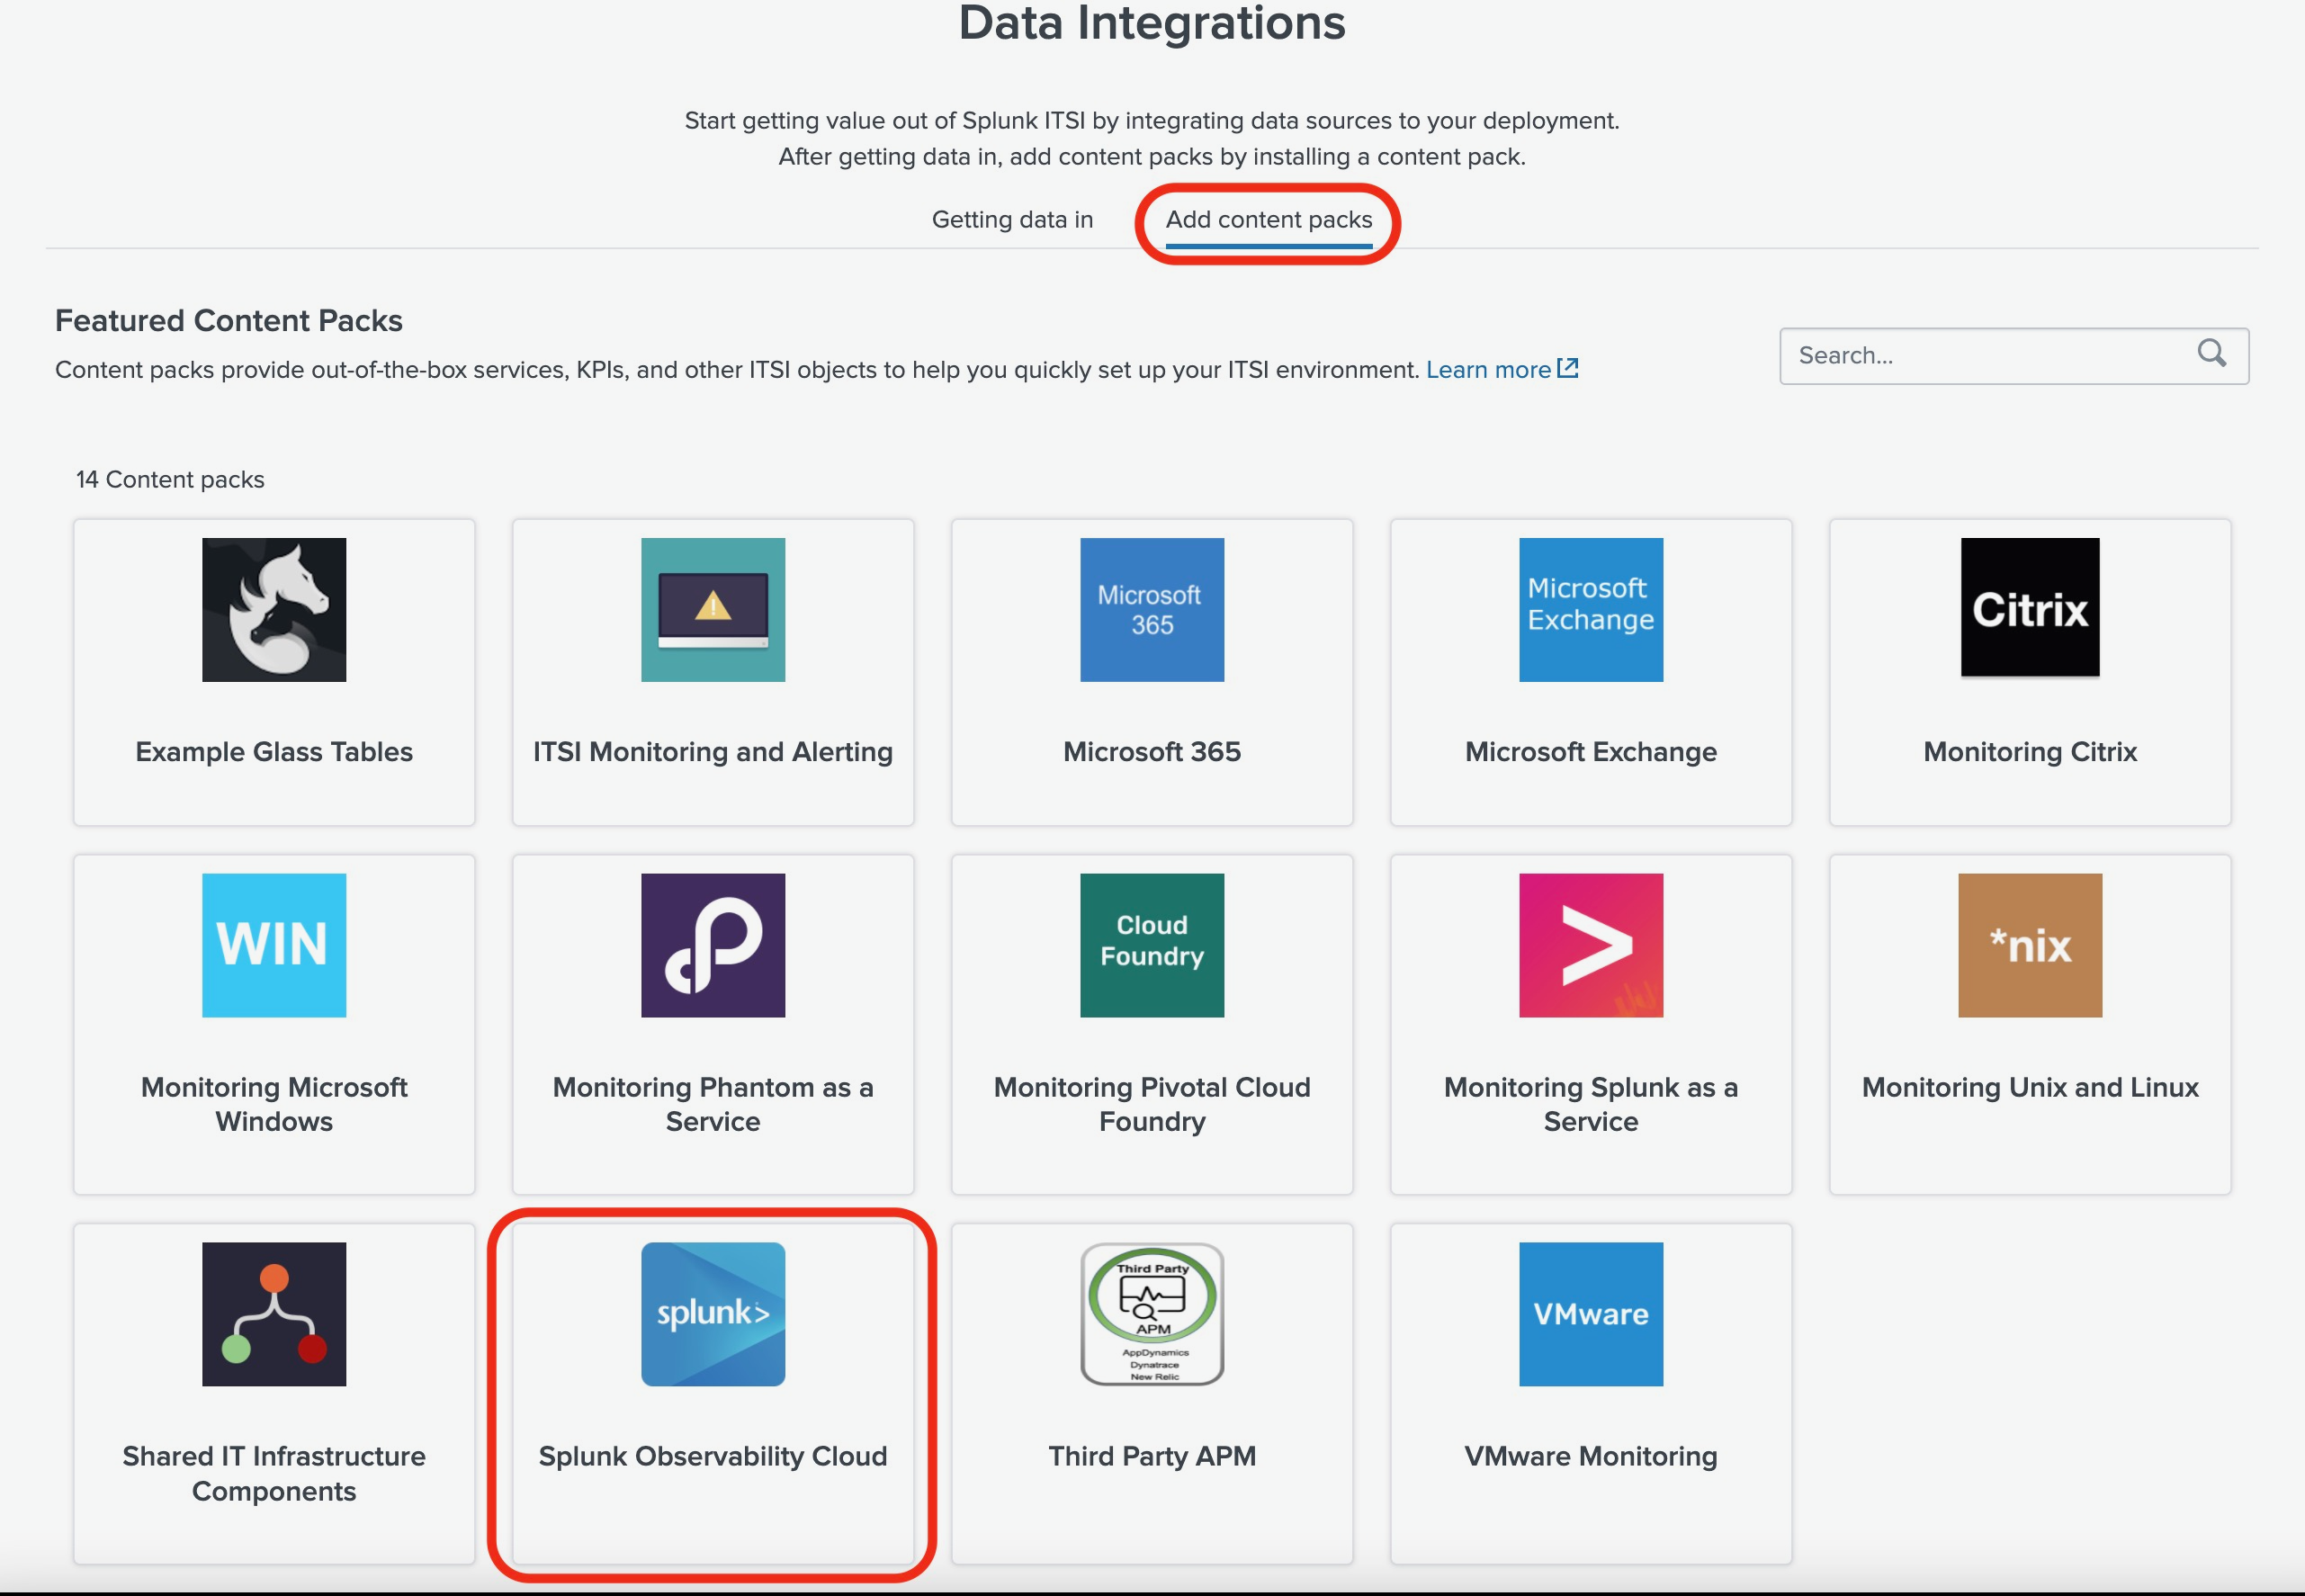 Data Integrations
Start getting value out of Splunk ITSI by integrating data sources to your deployment.
After getting data in, add content packs by installing a content pack.
Getting data in
Add content packs
Featured Content Packs
Content packs provide out-of-the-box services, KPIs, and other ITSI objects to help you quickly set up your ITSI environment. Learn more
Search...
14 Content packs
Example Glass Tables
ITSI Monitoring and Alerting
Microsoft
365
Microsoft 365
Microsoft
Exchange
Microsoft Exchange
Citrix
Monitoring Citrix
WIN
Monitoring Microsoft
Windows
Monitoring Phantom as a
Service
Cloud
Foundry
Monitoring Pivotal Cloud
Foundry
>
Monitoring Splunk as a
Service
*nix
Monitoring Unix and Linux
Shared IT Infrastructure
Components
splunk>
Splunk Observability Cloud
Third Party
APM
AppDynamics
Dynatrace
New Relic
Third Party APM
VMware
VMware Monitoring